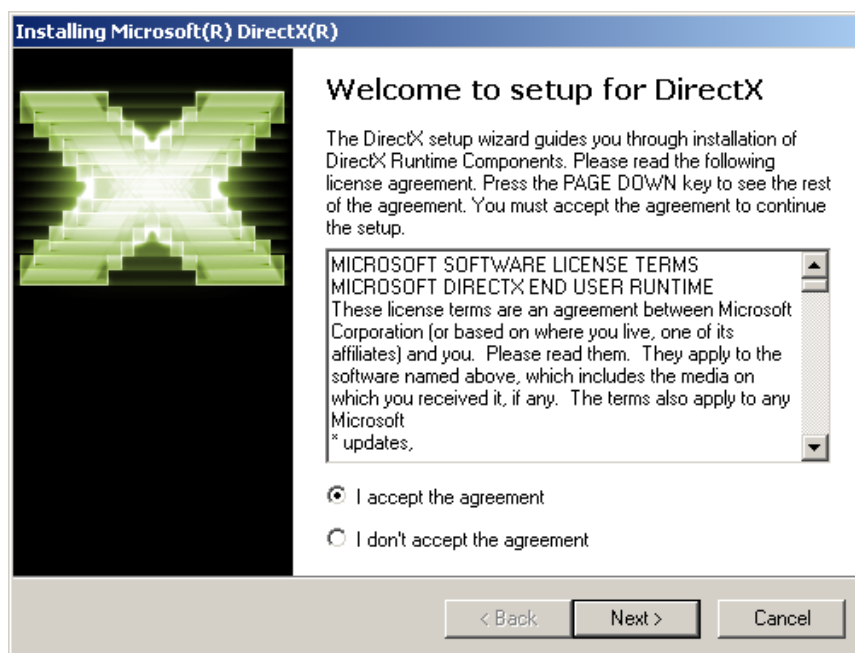 Installing Microsoft(R) DirectX(R)
Welcome to setup for DirectX
The DirectX setup wizard guides you through installation of
DirectX Runtime Components. Please read the following
license agreement. Press the PAGE DOWN key to see the rest
of the agreement. You must accept the agreement to continue
the setup.
MICROSOFT SOFTWARE LICENSE TERMS
MICROSOFT DIRECTX END USER RUNTIME
These license terms are an agreement between Microsoft
Corporation (or based on where you live, one of its
affiliates) and you.  Please read them.  They apply to the
software named above, which includes the media on
which you received it, if any.  The terms also apply to any
Microsoft
* updates,
I accept the agreement
I don't accept the agreement
< Back
Next >
Cancel